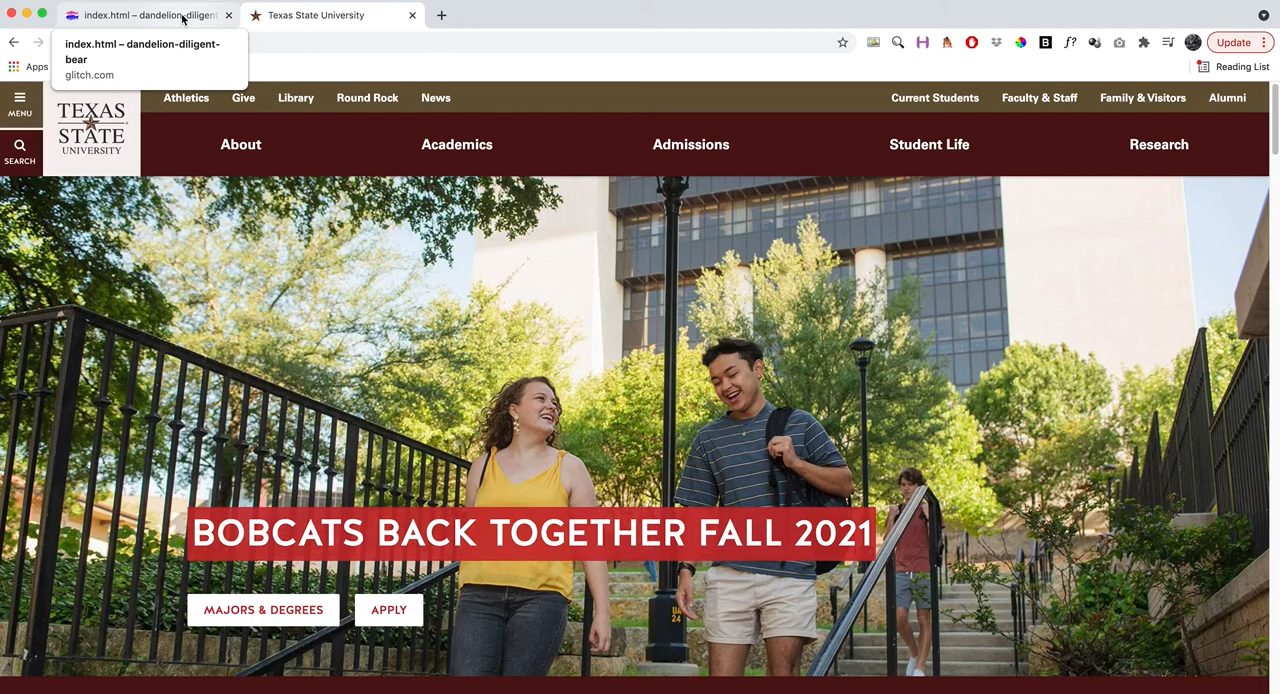 index.html – dandelion-diligent
Texas State University
index.html – dandelion-diligent-
bear
glitch.com
Update
Apps
Reading List
MENU
SEARCH
TEXAS
STATE
UNIVERSITY
Athletics
Give
Library
Round Rock
News
Current Students
Faculty & Staff
Family & Visitors
Alumni
About
Academics
Admissions
Student Life
Research
BOBCATS BACK TOGETHER FALL 2021
MAJORS & DEGREES
APPLY
UA
24